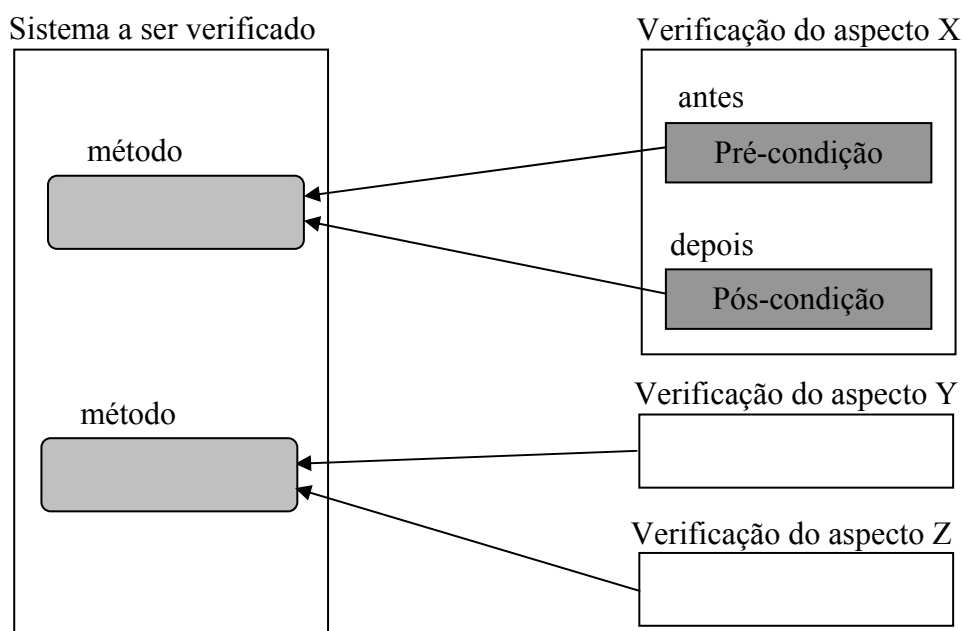 Sistema a ser verificado
Verificação do aspecto X
antes
método
Pré-condição
depois
Pós-condição
Verificação do aspecto Y
método
Verificação do aspecto Z